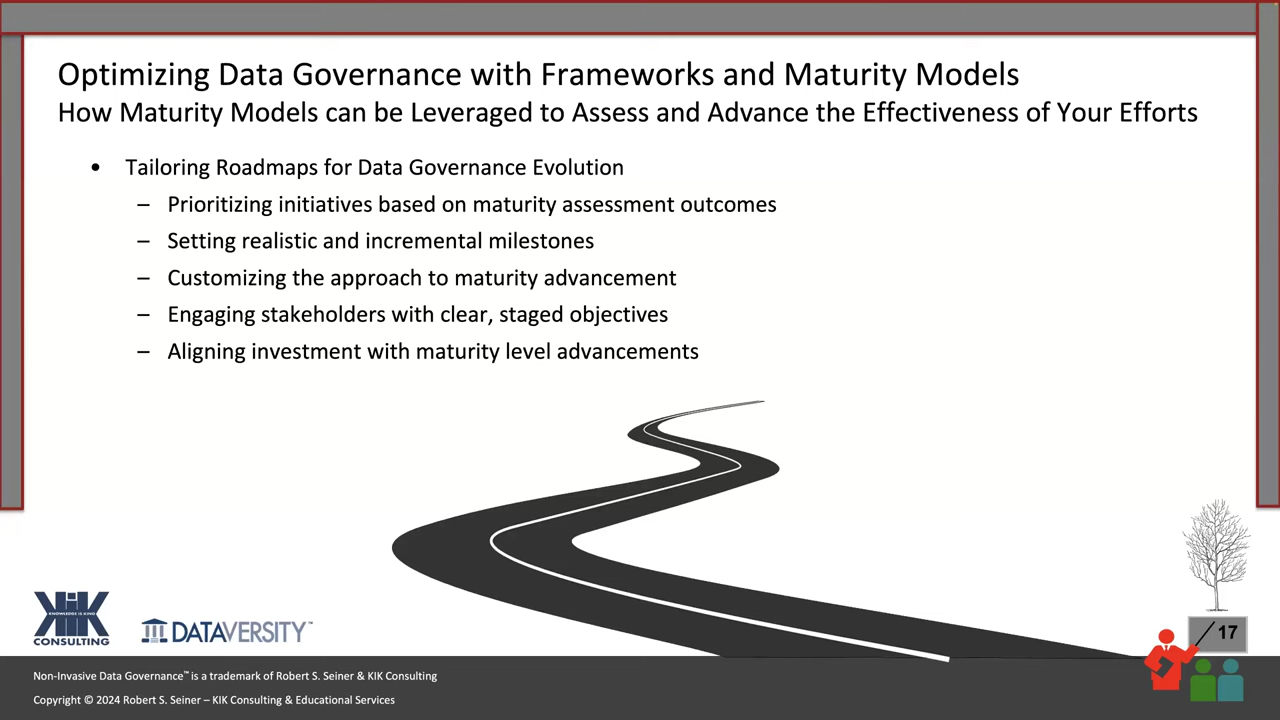 Optimizing Data Governance with Frameworks and Maturity Models
How Maturity Models can be Leveraged to Assess and Advance the Effectiveness of Your Efforts
• Tailoring Roadmaps for Data Governance Evolution
– Prioritizing initiatives based on maturity assessment outcomes
– Setting realistic and incremental milestones
– Customizing the approach to maturity advancement
– Engaging stakeholders with clear, staged objectives
– Aligning investment with maturity level advancements
KIK
KNOWLEDGE IS KING
CONSULTING
DATAVERSITY™
17
Non-Invasive Data Governance™ is a trademark of Robert S. Seiner & KIK Consulting
Copyright © 2024 Robert S. Seiner – KIK Consulting & Educational Services